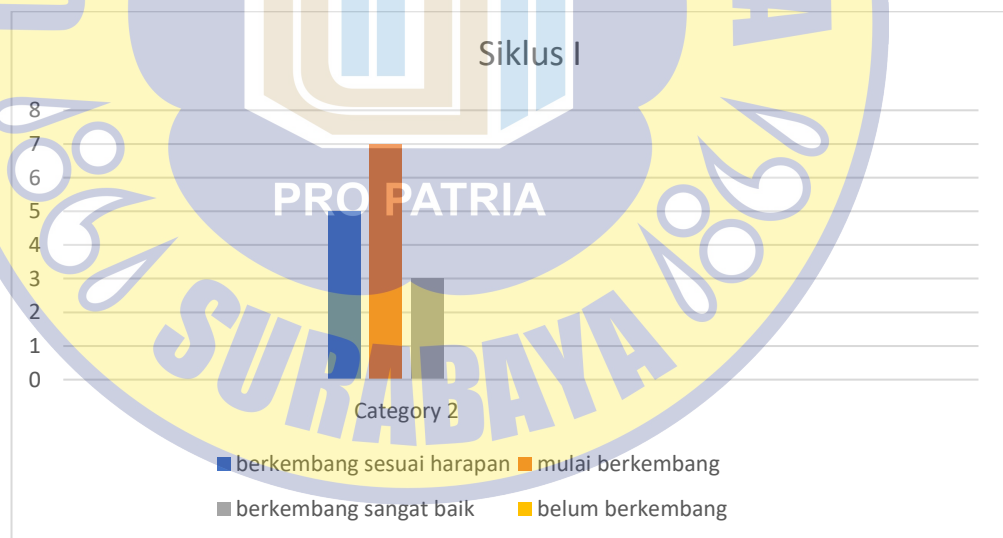 Siklus I
8
7
6
5
4
3
2
1
0
PRO PATRIA
SURABAYA
Category 2
berkembang sesuai harapan mulai berkembang
berkembang sangat baik belum berkembang